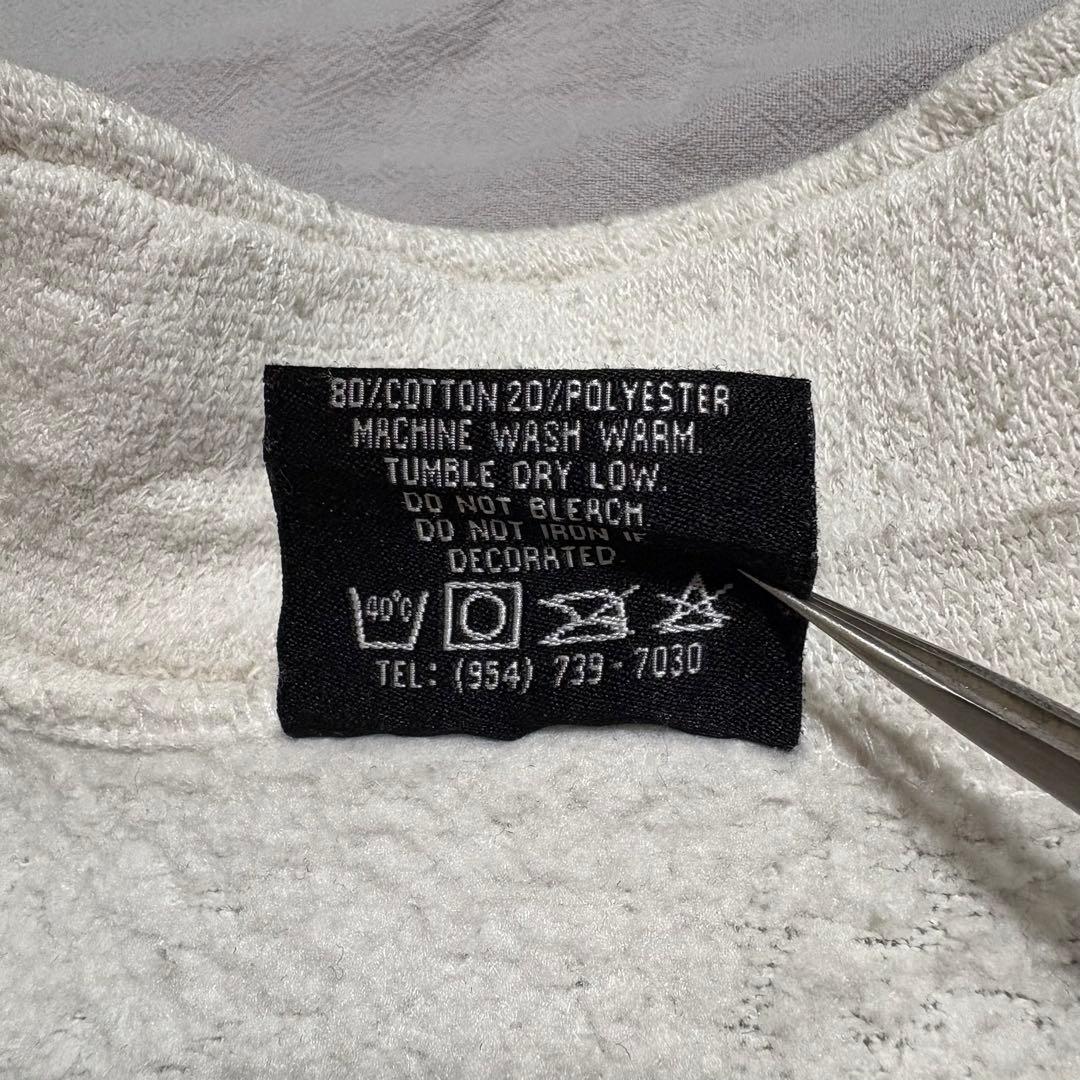 80% COTTON 20% POLYESTER
MACHINE WASH WARM.
TUMBLE DRY LOW.
DO NOT BLEACH.
DO NOT IRON IF
DECORATED.
40°C
TEL: (954) 739-7030